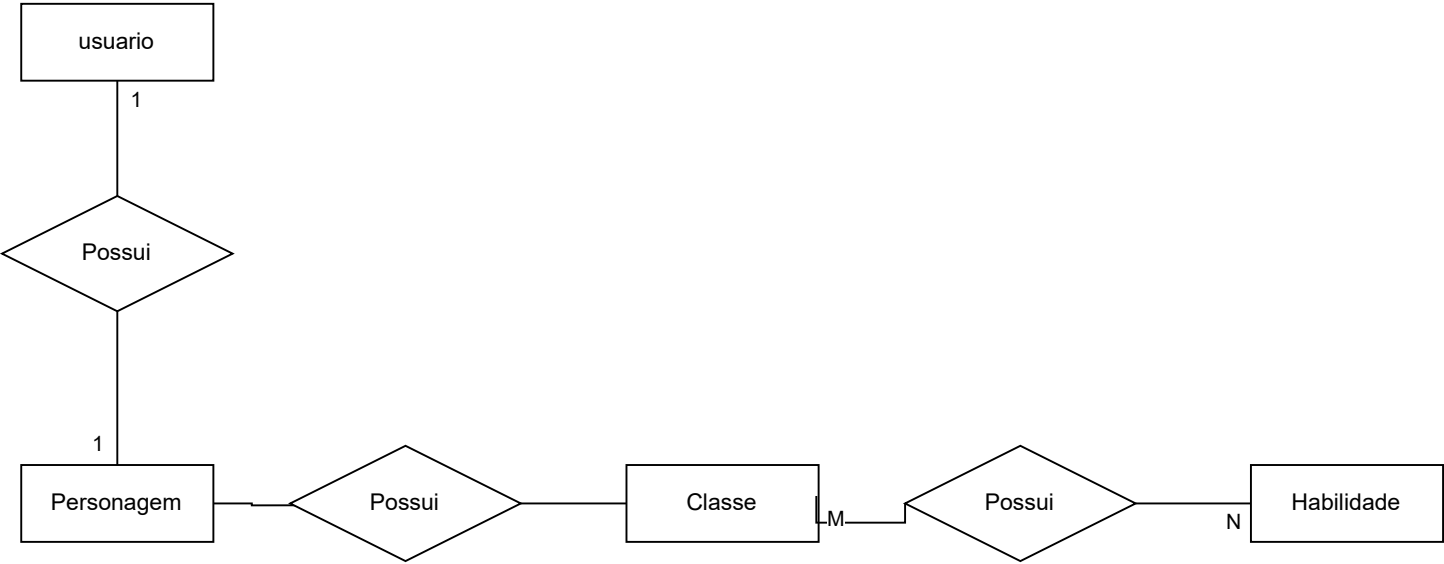 usuario
1
Possui
1
Personagem
Possui
Classe
M
Possui
N
Habilidade